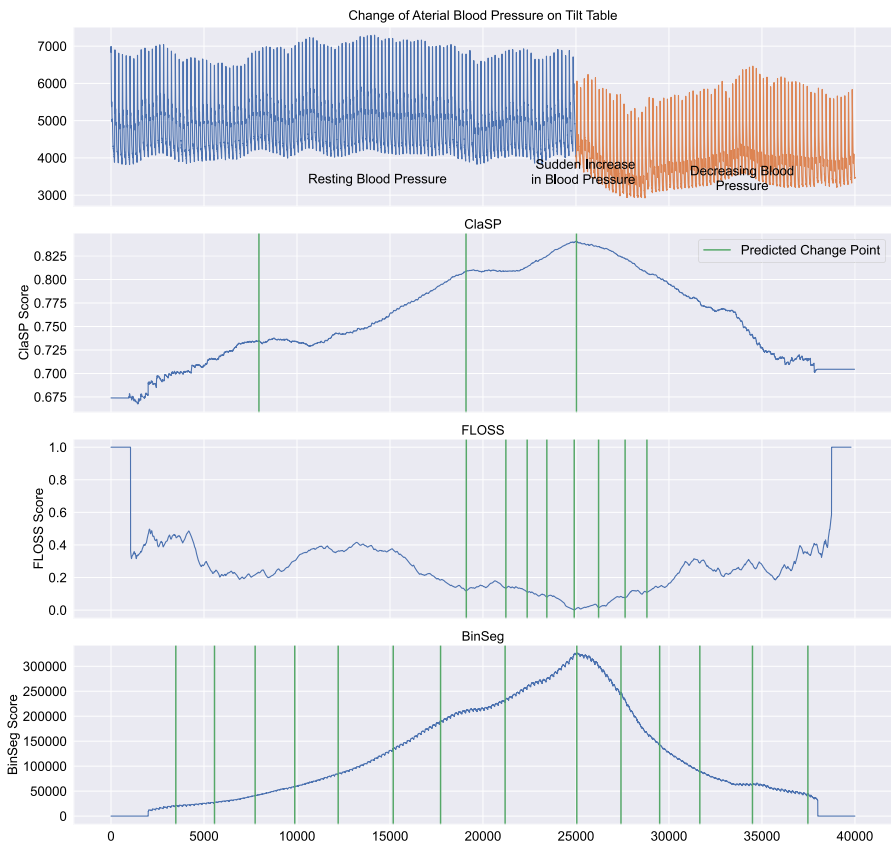 Change of Aterial Blood Pressure on Tilt Table
7000
6000
5000
4000
3000
Resting Blood Pressure
Sudden Increase
in Blood Pressure
Decreasing Blood
Pressure
ClaSP
ClaSP Score
0.825
0.800
0.775
0.750
0.725
0.700
0.675
Predicted Change Point
FLOSS
FLOSS Score
1.0
0.8
0.6
0.4
0.2
0.0
BinSeg
BinSeg Score
300000
250000
200000
150000
100000
50000
0
0 5000 10000 15000 20000 25000 30000 35000 40000